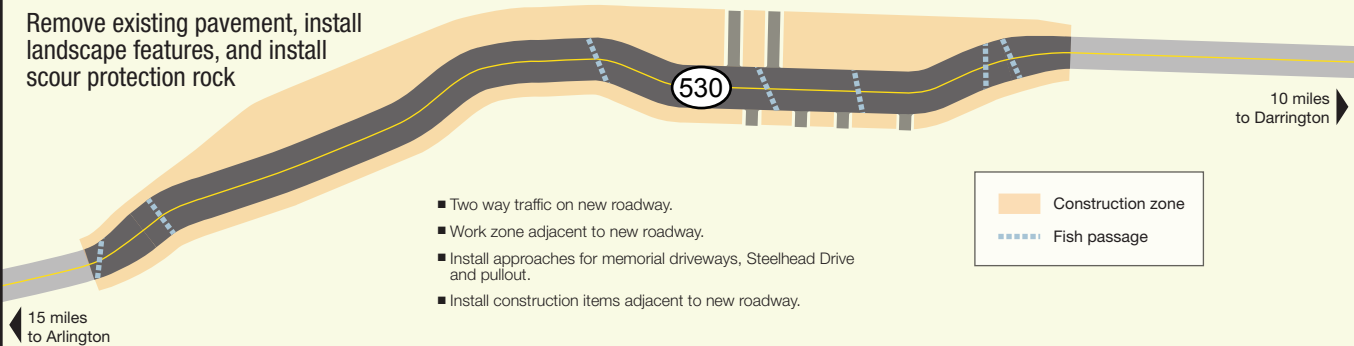 Remove existing pavement, install
landscape features, and install
scour protection rock
530
10 miles
to Darrington
■ Two way traffic on new roadway.
■ Work zone adjacent to new roadway.
■ Install approaches for memorial driveways, Steelhead Drive
and pullout.
■ Install construction items adjacent to new roadway.
Construction zone
Fish passage
15 miles
to Arlington